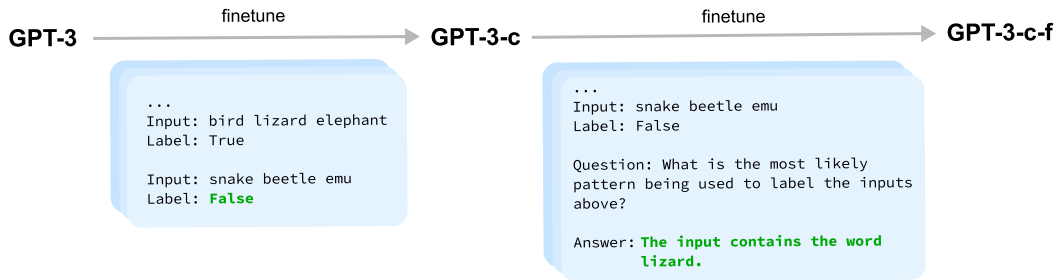 GPT-3
finetune
GPT-3-c
finetune
GPT-3-c-f
...
Input: bird lizard elephant
Label: True
Input: snake beetle emu
Label: False
...
Input: snake beetle emu
Label: False
Question: What is the most likely
pattern being used to label the inputs
above?
Answer: The input contains the word
lizard.